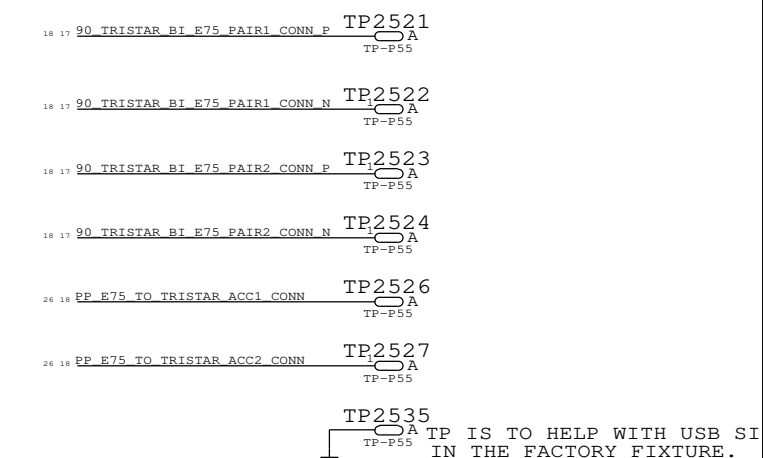 TP2521
18 17 90_TRISTAR_BI_E75_PAIR1_CONN_P A
TP-P55
TP2522
18 17 90_TRISTAR_BI_E75_PAIR1_CONN_N 1 A
TP-P55
TP2523
18 17 90_TRISTAR_BI_E75_PAIR2_CONN_P 1 A
TP-P55
TP2524
18 17 90_TRISTAR_BI_E75_PAIR2_CONN_N 1 A
TP-P55
TP2526
26 18 PP_E75_TO_TRISTAR_ACC1_CONN A
TP-P55
TP2527
26 18 PP_E75_TO_TRISTAR_ACC2_CONN 1 A
TP-P55
TP2535
A TP IS TO HELP WITH USB SI
TP-P55 IN THE FACTORY FIXTURE.